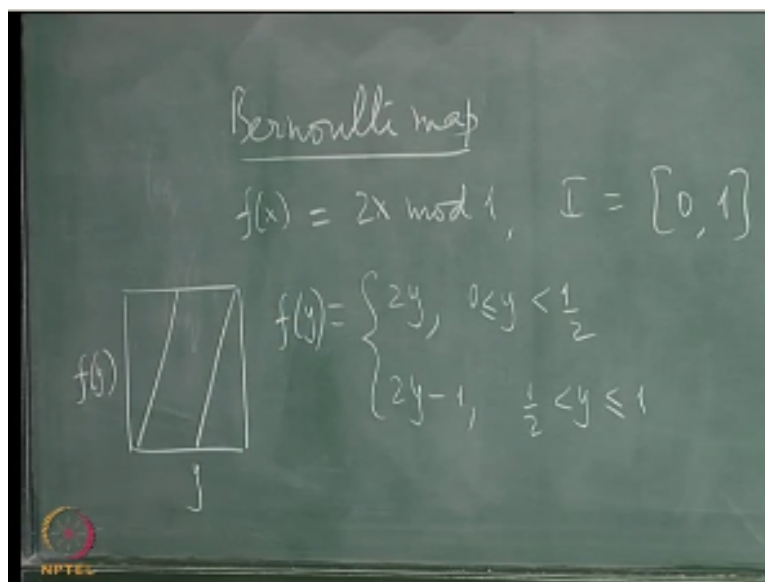 Bernoulli map
f(x) = 2x mod 1, I = [0, 1]
f(y) = { 2y, 0 ≤ y < 1/2
2y - 1, 1/2 < y ≤ 1
f(y)
y
NPTEL